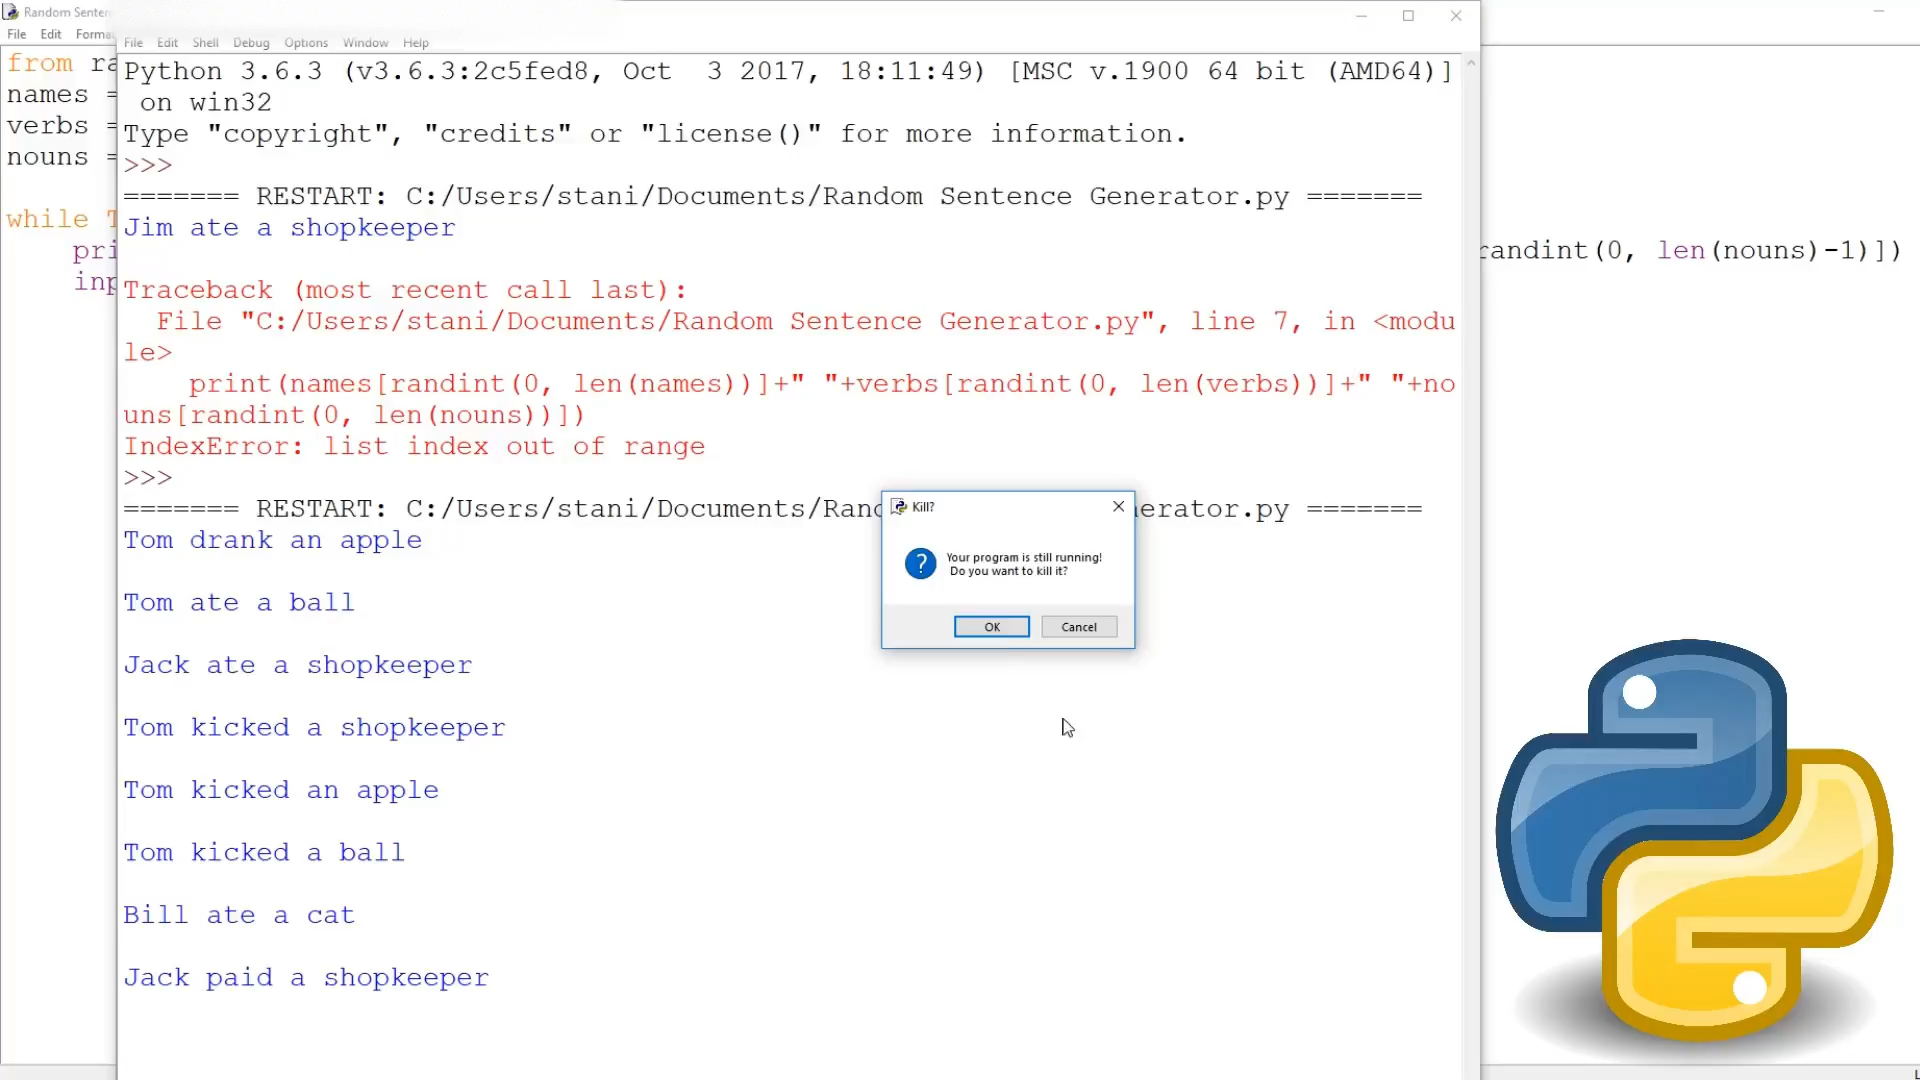 Random Senten
File Edit Forma
from ra
names =
verbs =
nouns =
while T
pri
inp
File Edit Shell Debug Options Window Help
Python 3.6.3 (v3.6.3:2c5fed8, Oct  3 2017, 18:11:49) [MSC v.1900 64 bit (AMD64)]
on win32
Type "copyright", "credits" or "license()" for more information.
>>>
======= RESTART: C:/Users/stani/Documents/Random Sentence Generator.py =======
Jim ate a shopkeeper
Traceback (most recent call last):
File "C:/Users/stani/Documents/Random Sentence Generator.py", line 7, in <modu
le>
print(names[randint(0, len(names))]+" "+verbs[randint(0, len(verbs))]+" "+no
uns[randint(0, len(nouns))])
IndexError: list index out of range
>>>
======= RESTART: C:/Users/stani/Documents/Ran
erator.py =======
Tom drank an apple
Tom ate a ball
Jack ate a shopkeeper
Tom kicked a shopkeeper
Tom kicked an apple
Tom kicked a ball
Bill ate a cat
Jack paid a shopkeeper
Kill?
Your program is still running!
Do you want to kill it?
OK Cancel
randint(0, len(nouns)-1)])